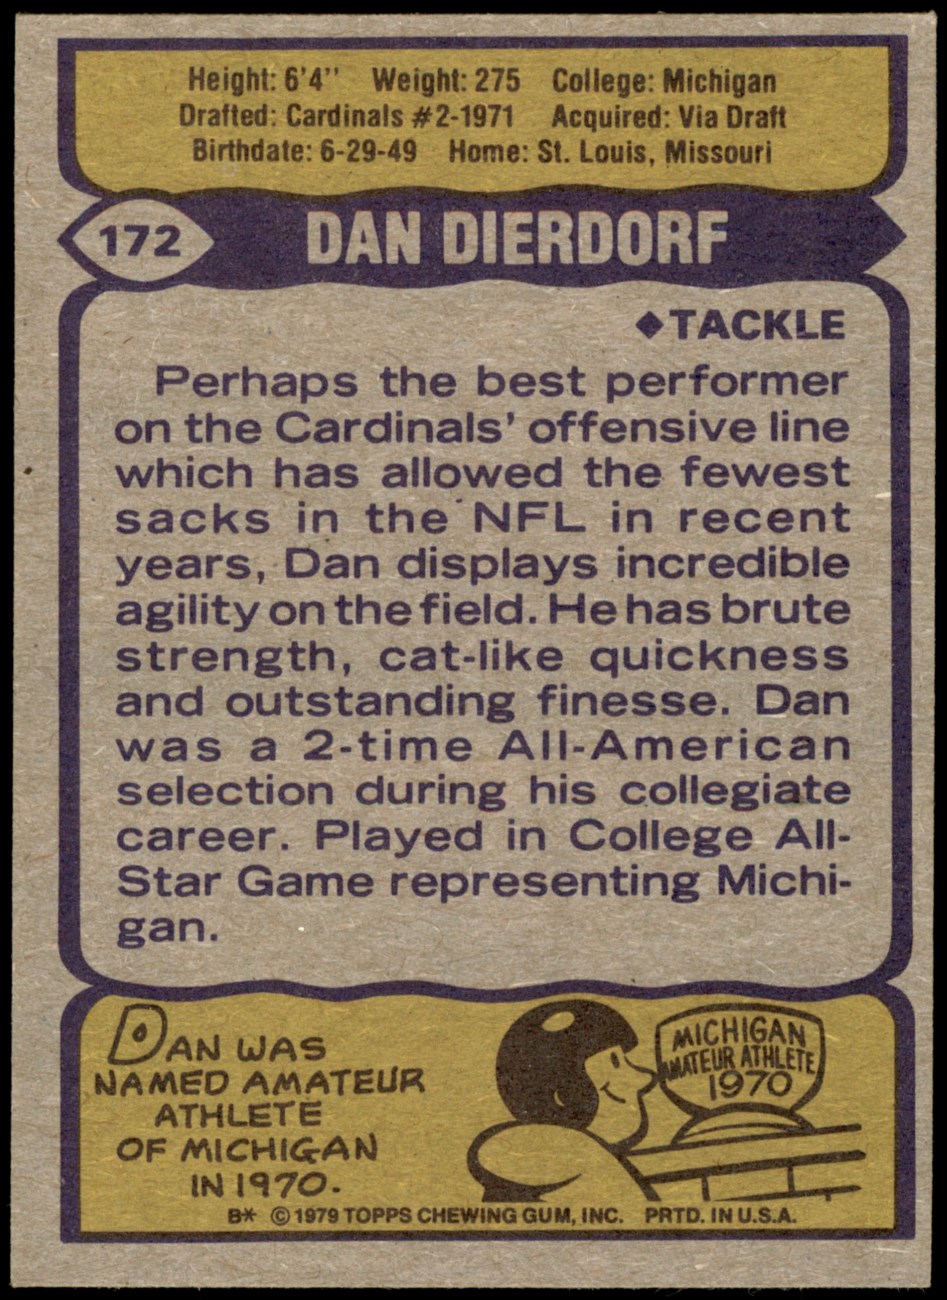 Height: 6'4" Weight: 275 College: Michigan
Drafted: Cardinals #2-1971 Acquired: Via Draft
Birthdate: 6-29-49 Home: St. Louis, Missouri
172 DAN DIERDORF
◆TACKLE
Perhaps the best performer
on the Cardinals' offensive line
which has allowed the fewest
sacks in the NFL in recent
years, Dan displays incredible
agility on the field. He has brute
strength, cat-like quickness
and outstanding finesse. Dan
was a 2-time All-American
selection during his collegiate
career. Played in College All-
Star Game representing Michi-
gan.
DAN WAS
NAMED AMATEUR
ATHLETE
OF MICHIGAN
IN 1970.
MICHIGAN
AMATEUR ATHLETE
1970
B* © 1979 TOPPS CHEWING GUM, INC. PRTD. IN U.S.A.